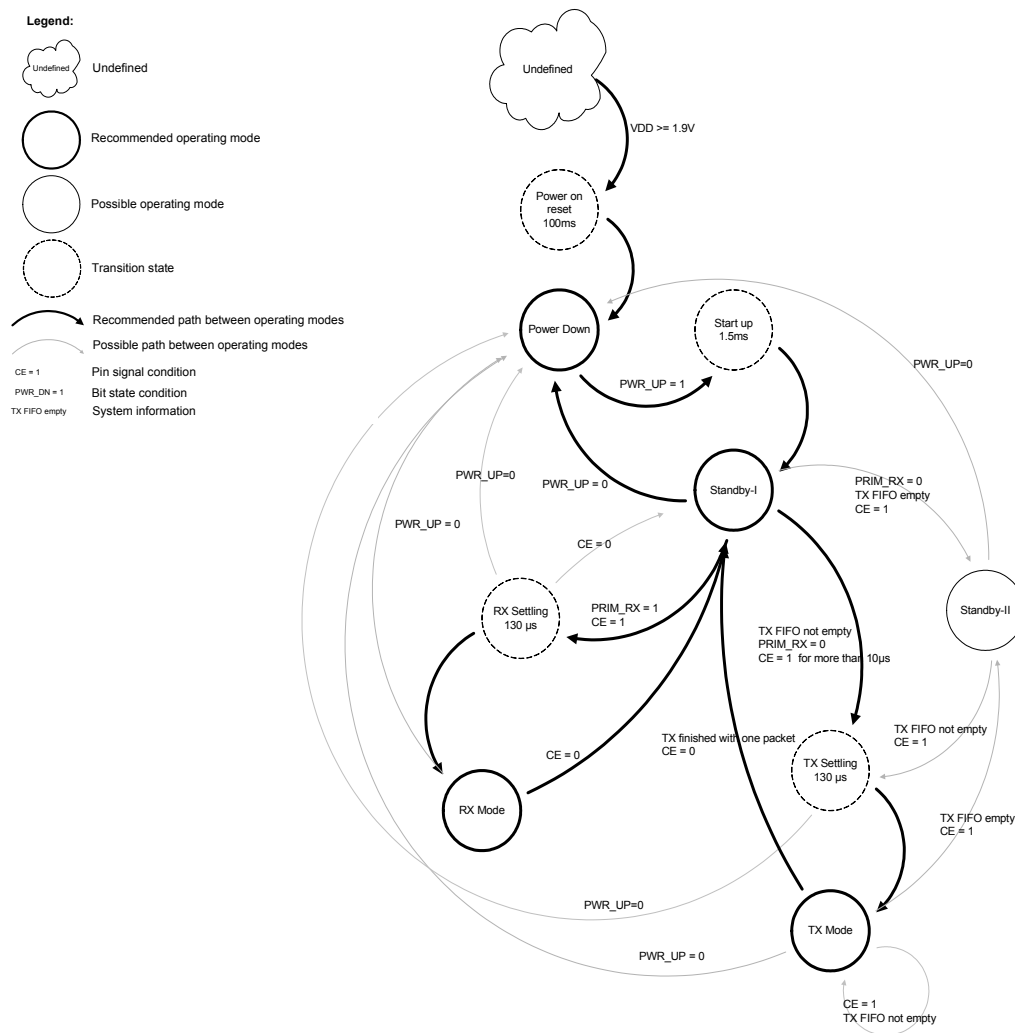 Legend:
Undefined
Undefined
Recommended operating mode
Possible operating mode
Transition state
Recommended path between operating modes
Possible path between operating modes
CE = 1
Pin signal condition
PWR_DN = 1
Bit state condition
TX FIFO empty
System information
Undefined
VDD >= 1.9V
Power on
reset
100ms
Power Down
Start up
1.5ms
PWR_UP=0
PWR_UP = 1
PWR_UP=0
PWR_UP = 0
Standby-I
PRIM_RX = 0
TX FIFO empty
CE = 1
PWR_UP = 0
CE = 0
RX Settling
130 µs
PRIM_RX = 1
CE = 1
Standby-II
TX FIFO not empty
PRIM_RX = 0
CE = 1 for more than 10µs
TX FIFO not empty
CE = 1
CE = 0
TX finished with one packet
CE = 0
TX Settling
130 µs
RX Mode
TX FIFO empty
CE = 1
PWR_UP=0
TX Mode
PWR_UP = 0
CE = 1
TX FIFO not empty